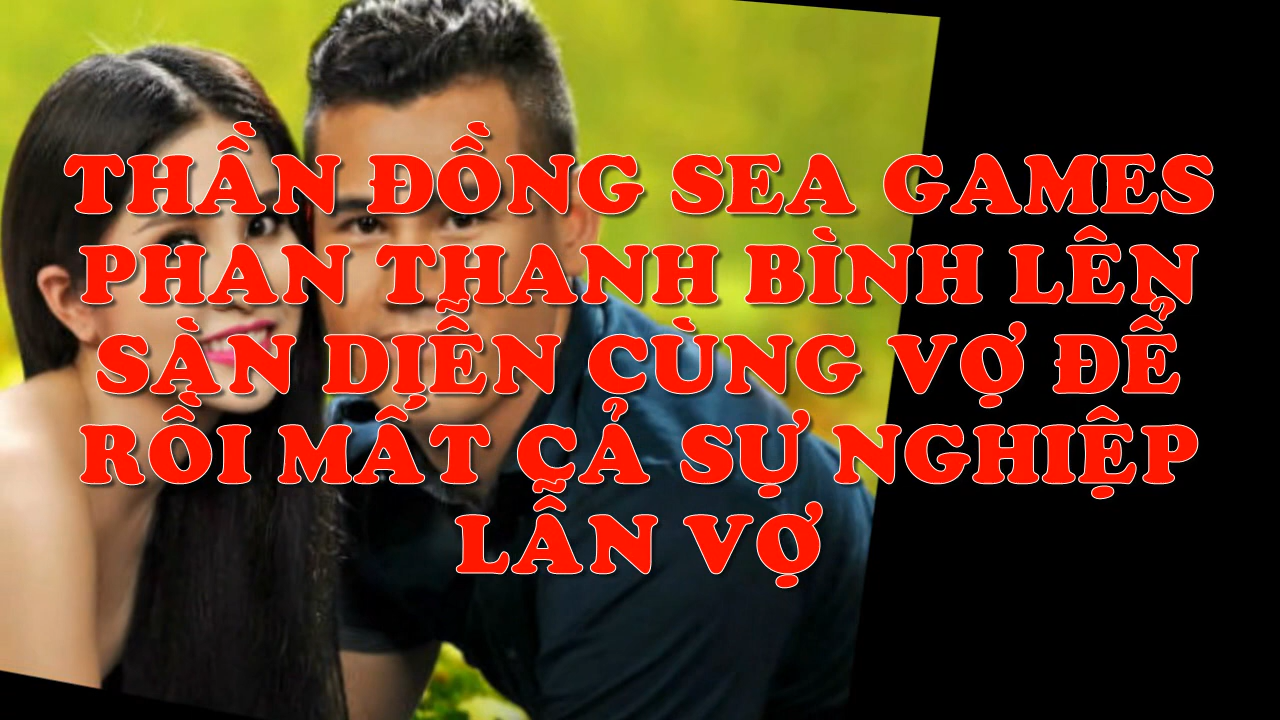 THẦN ĐỒNG SEA GAMES
PHAN THANH BÌNH LÊN
SÀN DIỄN CÙNG VỢ ĐỂ
RỒI MẤT CẢ SỰ NGHIỆP
LẪN VỢ